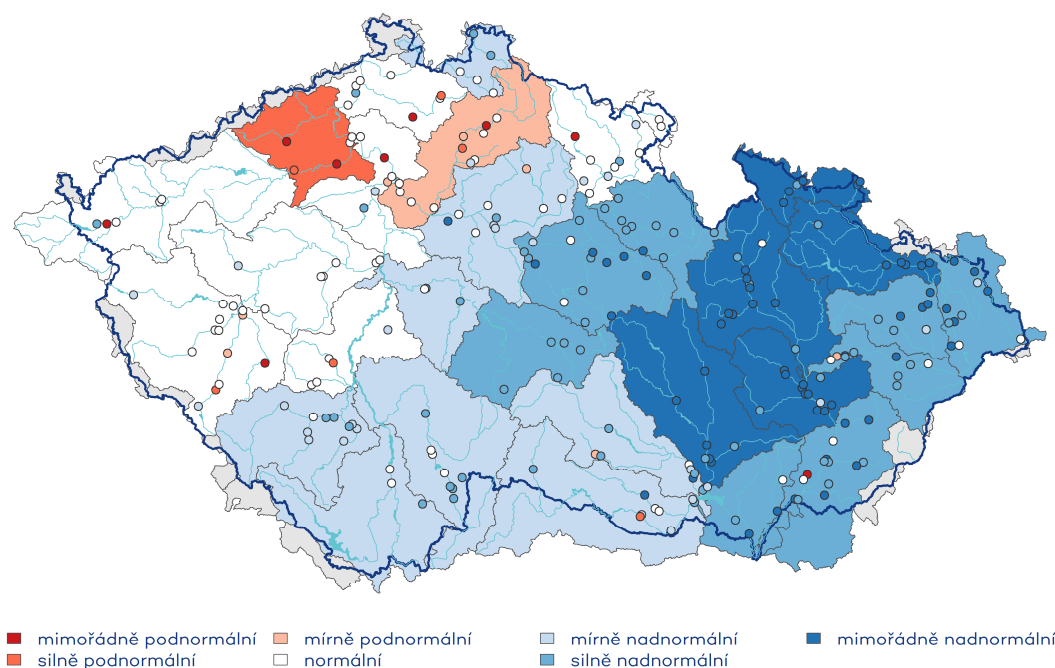 mimořádně podnormální
silně podnormální
mírně podnormální
normální
mírně nadnormální
silně nadnormální
mimořádně nadnormální